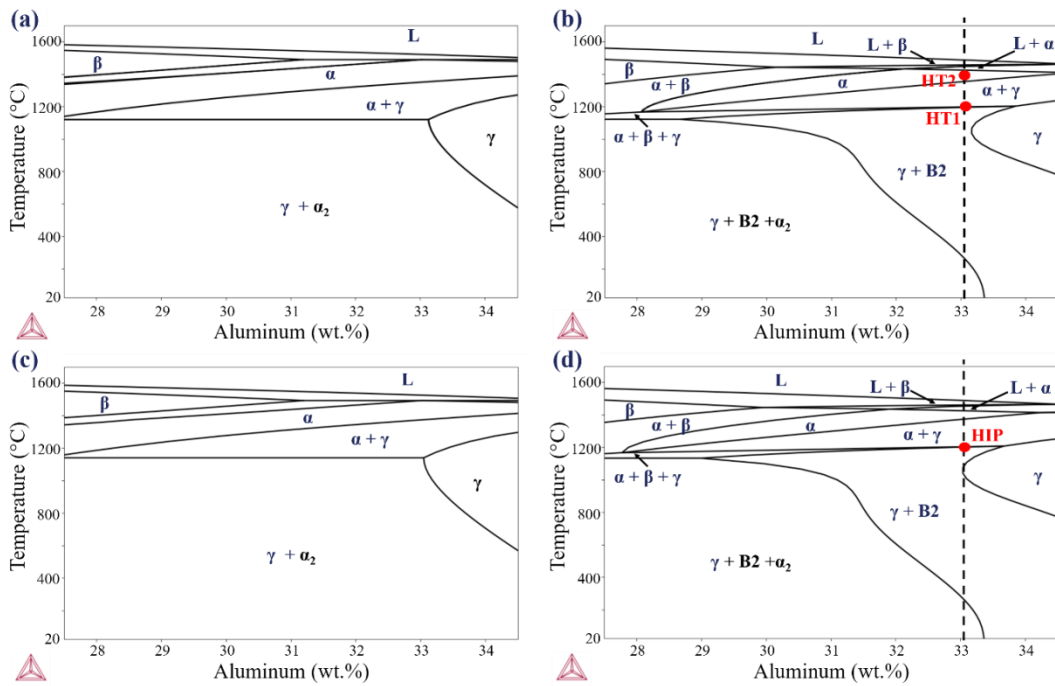 (a)
1600
1200
800
400
20
Temperature (°C)
L
β
α
α + γ
γ
γ + α₂
28 29 30 31 32 33 34
Aluminum (wt.%)
(b)
1600
1200
800
400
20
Temperature (°C)
L
L + β
L + α
β
α + β
α
HT2
α + γ
HT1
α + β + γ
γ
γ + B2
γ + B2 +α₂
28 29 30 31 32 33 34
Aluminum (wt.%)
(c)
1600
1200
800
400
20
Temperature (°C)
L
β
α
α + γ
γ
γ + α₂
28 29 30 31 32 33 34
Aluminum (wt.%)
(d)
1600
1200
800
400
20
Temperature (°C)
L
L + β
L + α
β
α + β
α
α + γ
HIP
α + β + γ
γ
γ + B2
γ + B2 +α₂
28 29 30 31 32 33 34
Aluminum (wt.%)